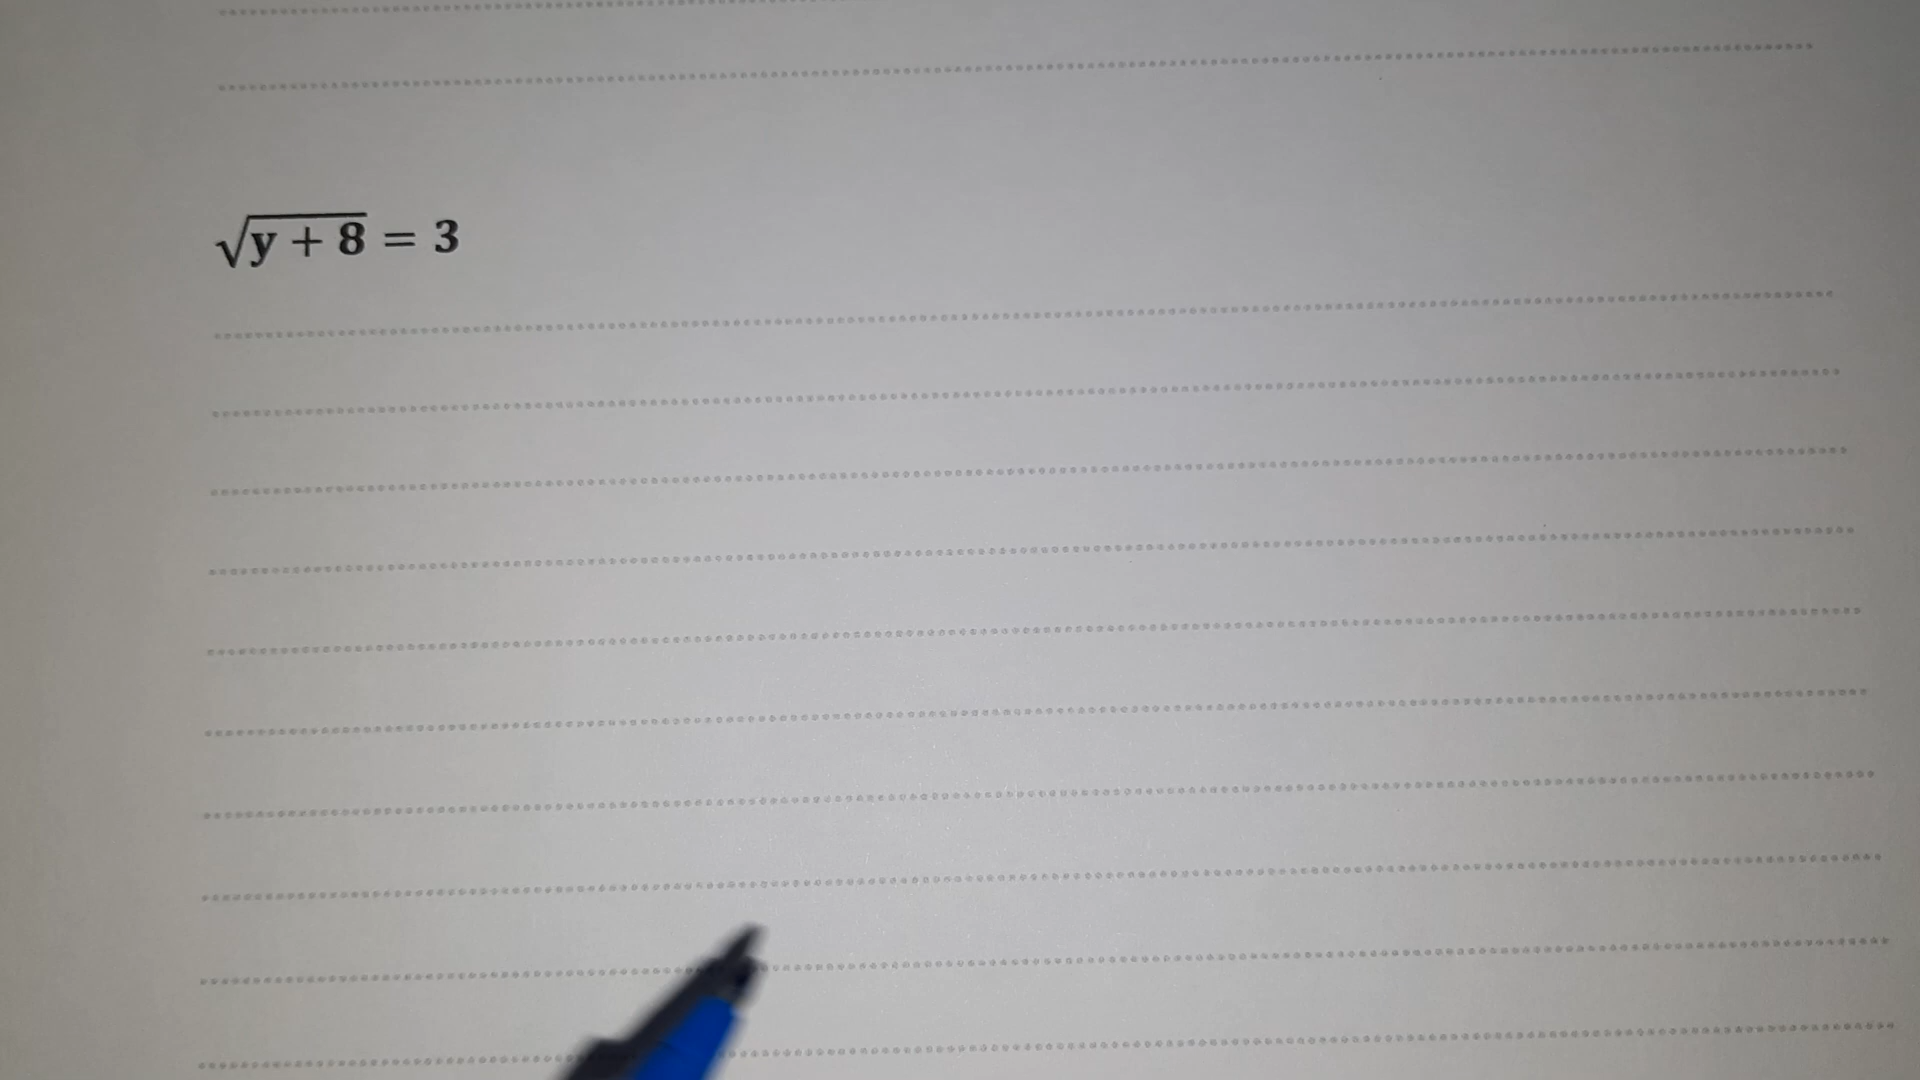 √(y + 8) = 3